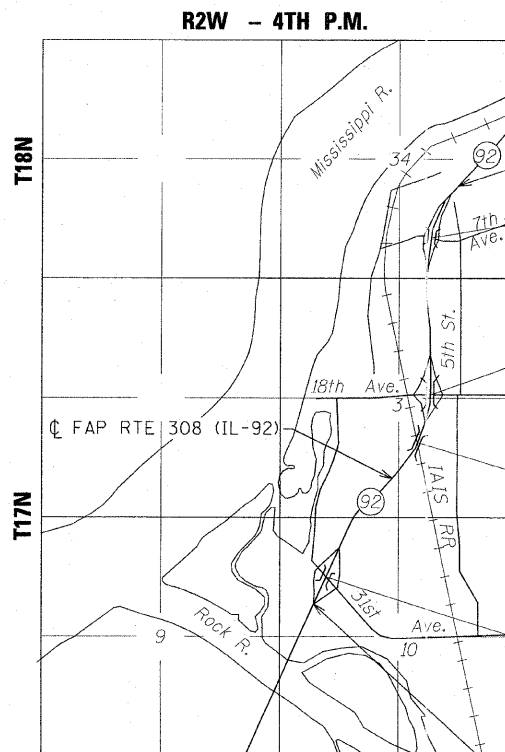 R2W – 4TH P.M.
T18N
Mississippi R.
34
92
7th
Ave.
5th St.
18th Ave.
3
℄ FAP RTE 308 (IL-92)
IAIS RR
92
T17N
31st Ave.
Rock R.
9
10